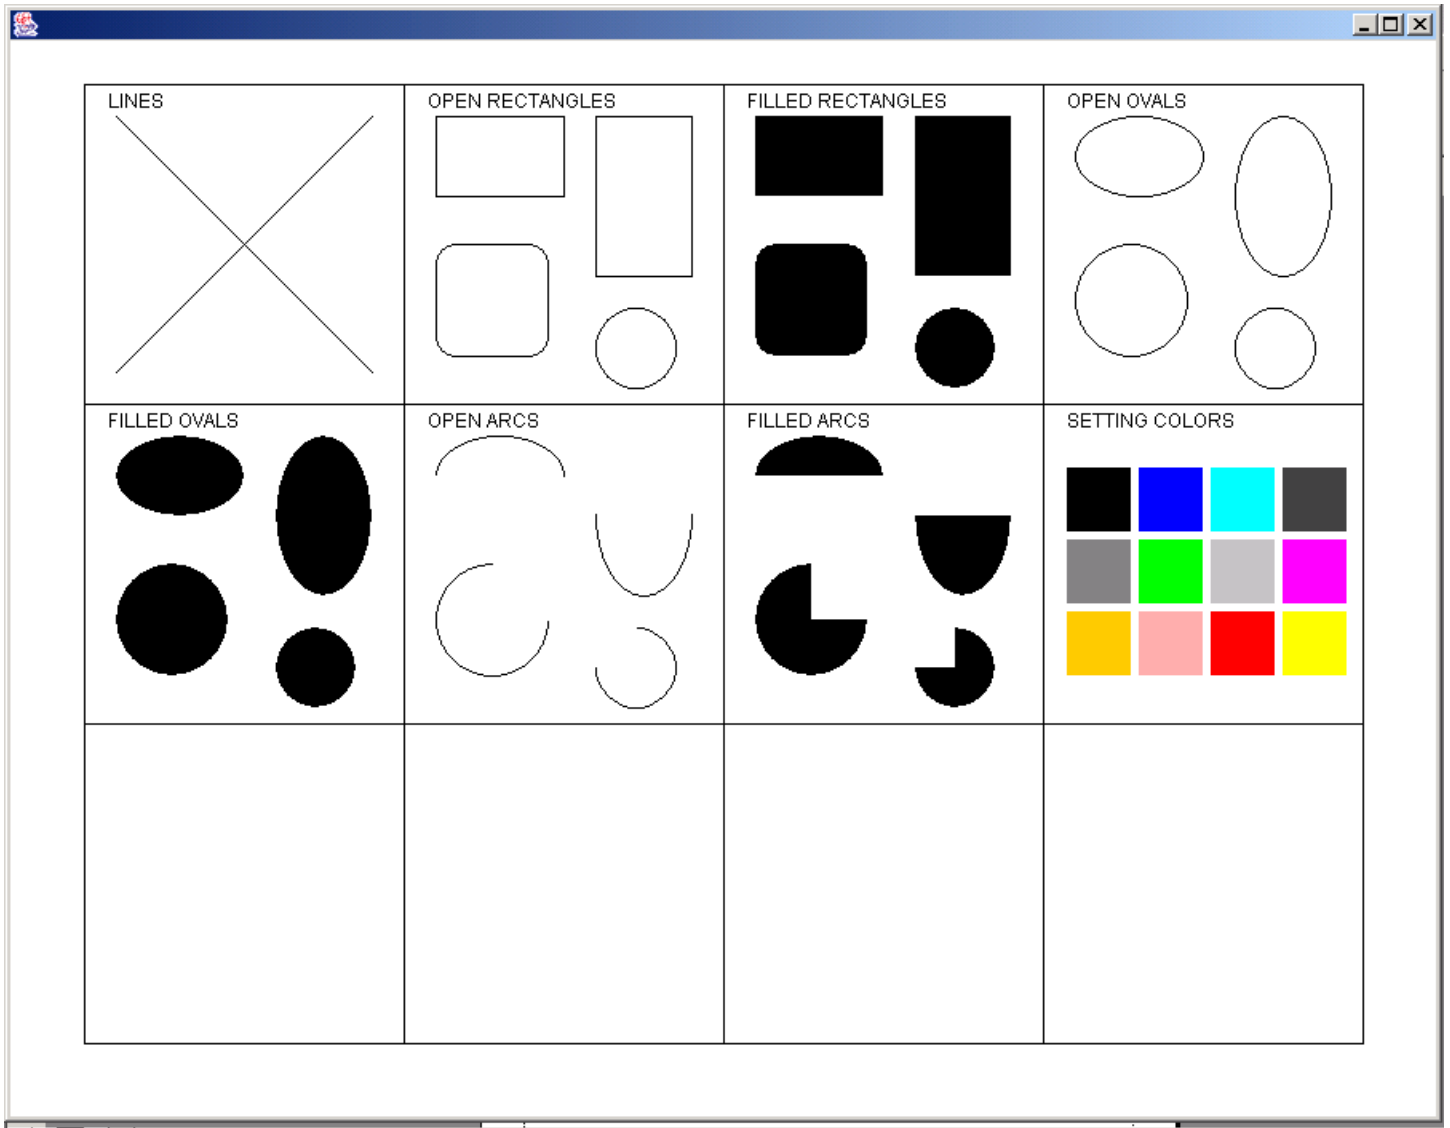 LINES
OPEN RECTANGLES
FILLED RECTANGLES
OPEN OVALS
FILLED OVALS
OPEN ARCS
FILLED ARCS
SETTING COLORS